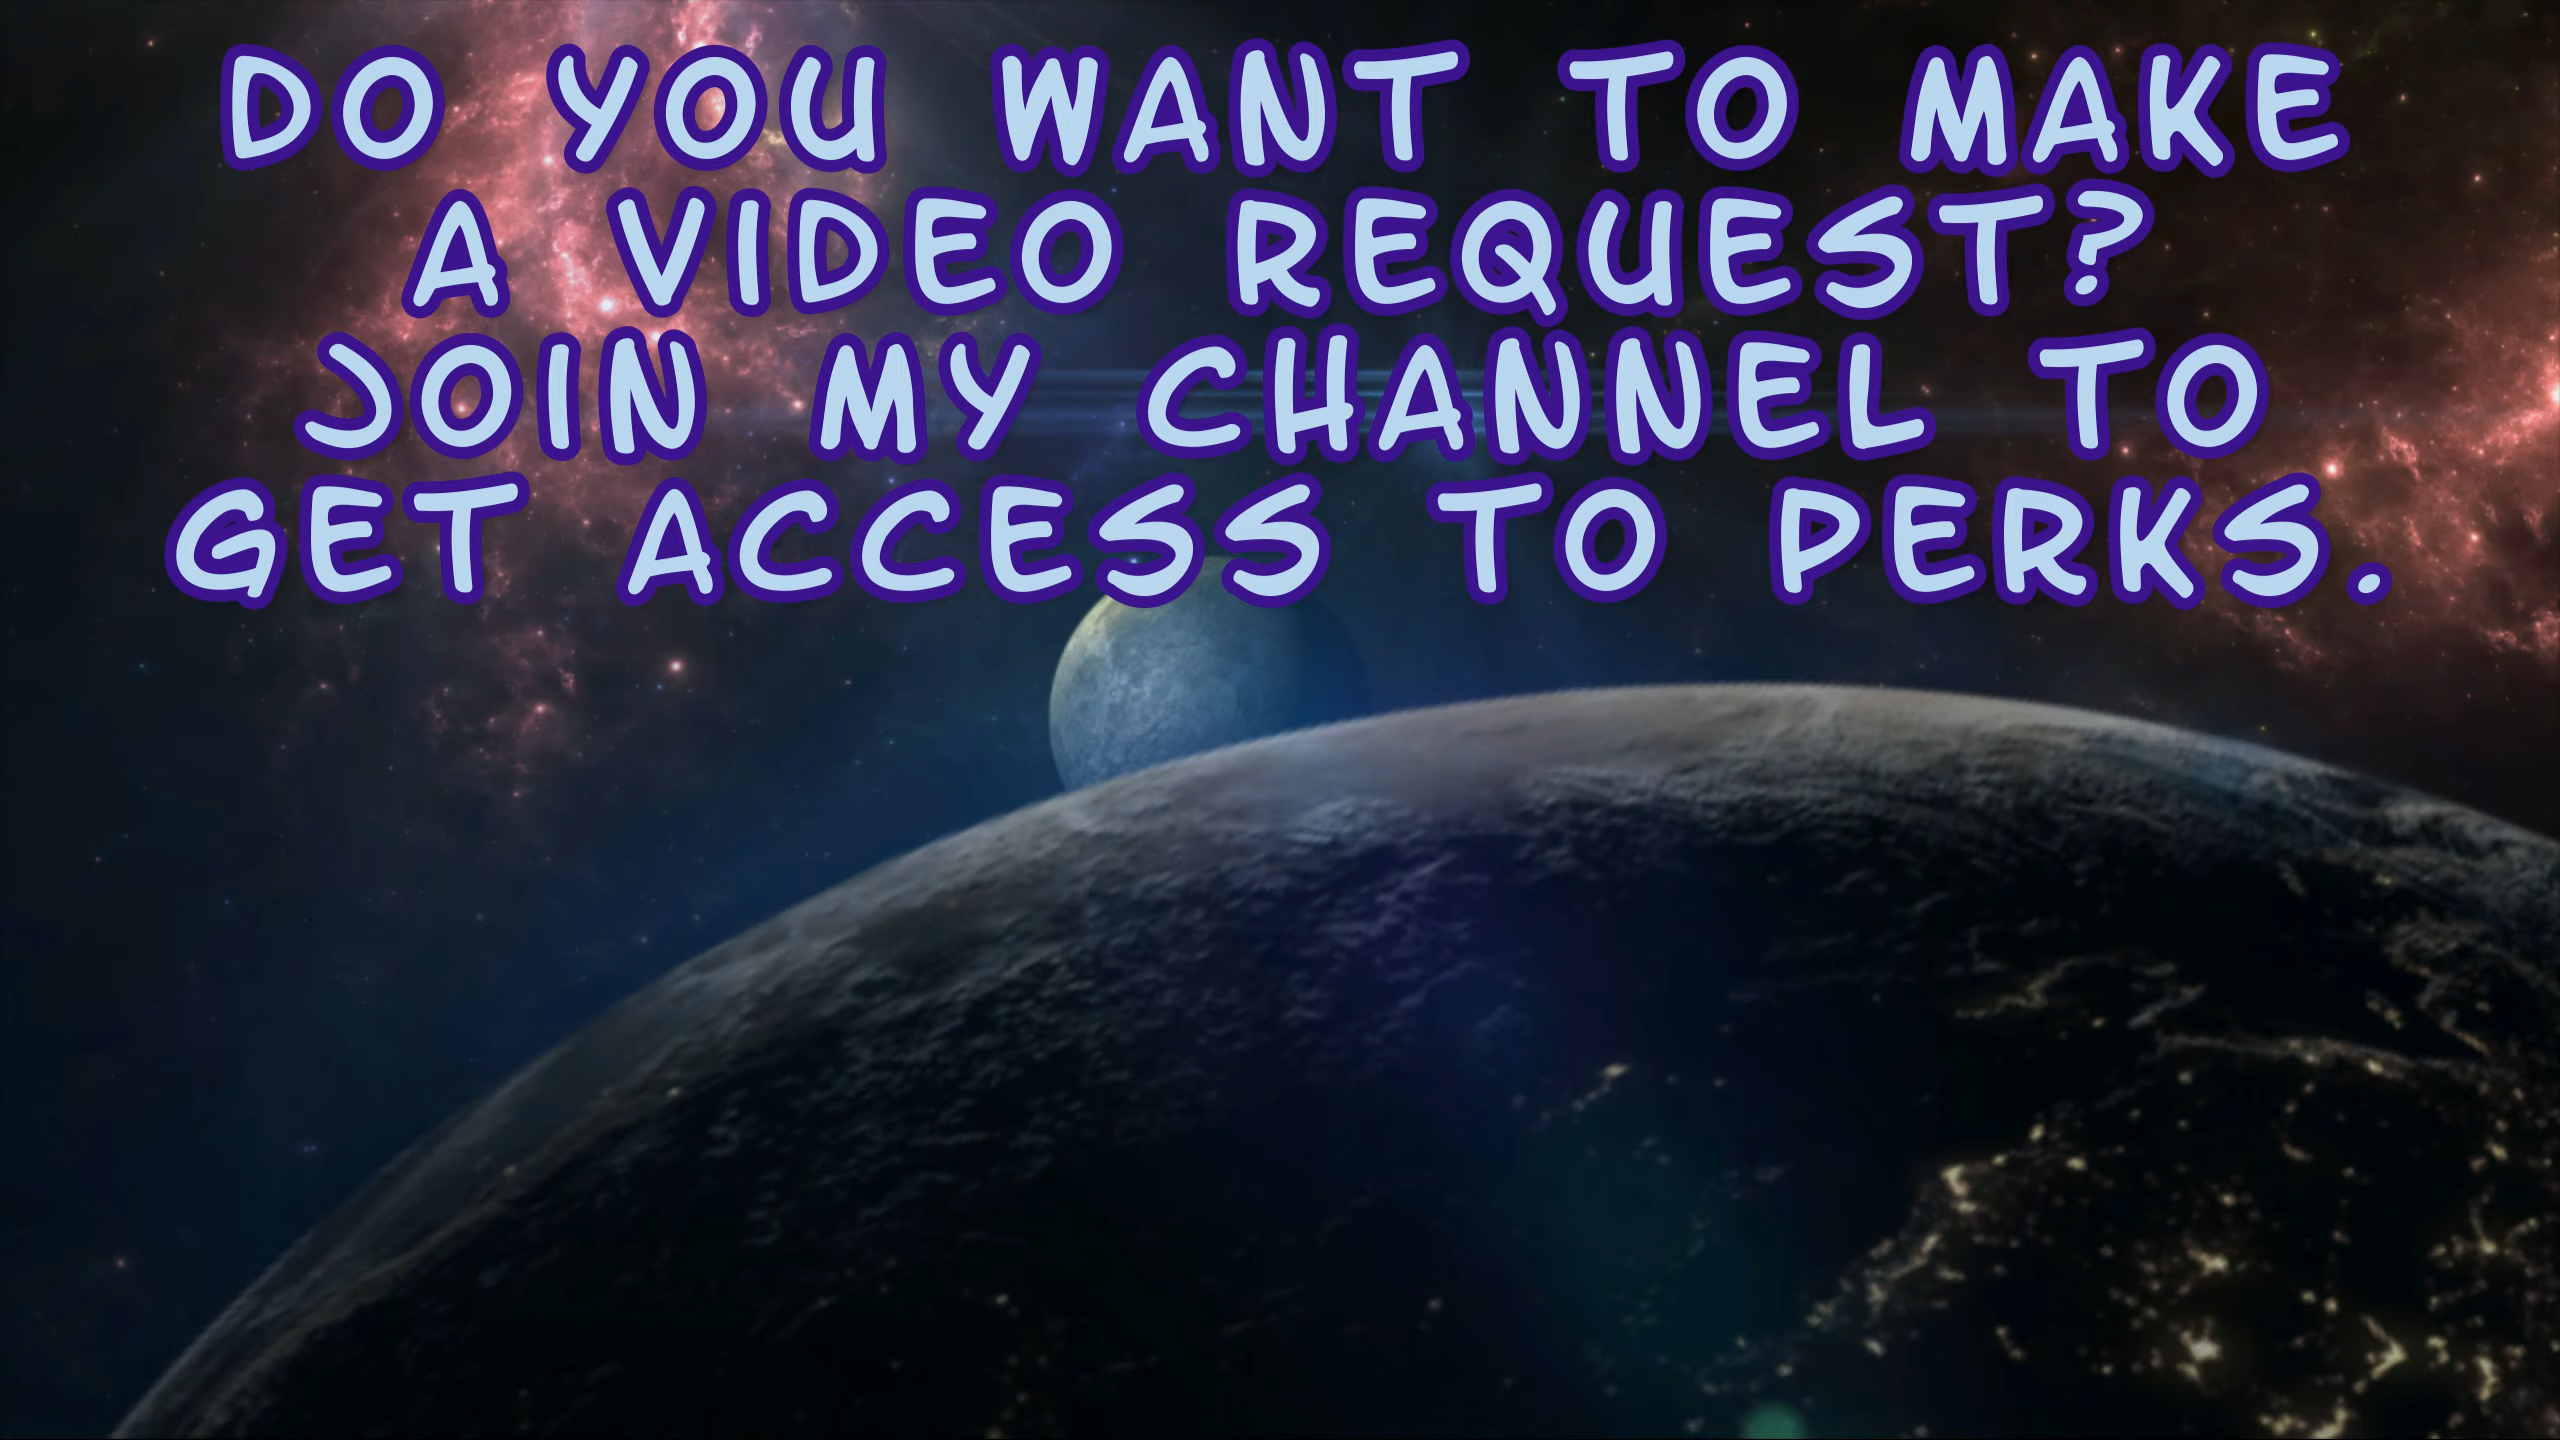 DO YOU WANT TO MAKE
A VIDEO REQUEST?
JOIN MY CHANNEL TO
GET ACCESS TO PERKS.